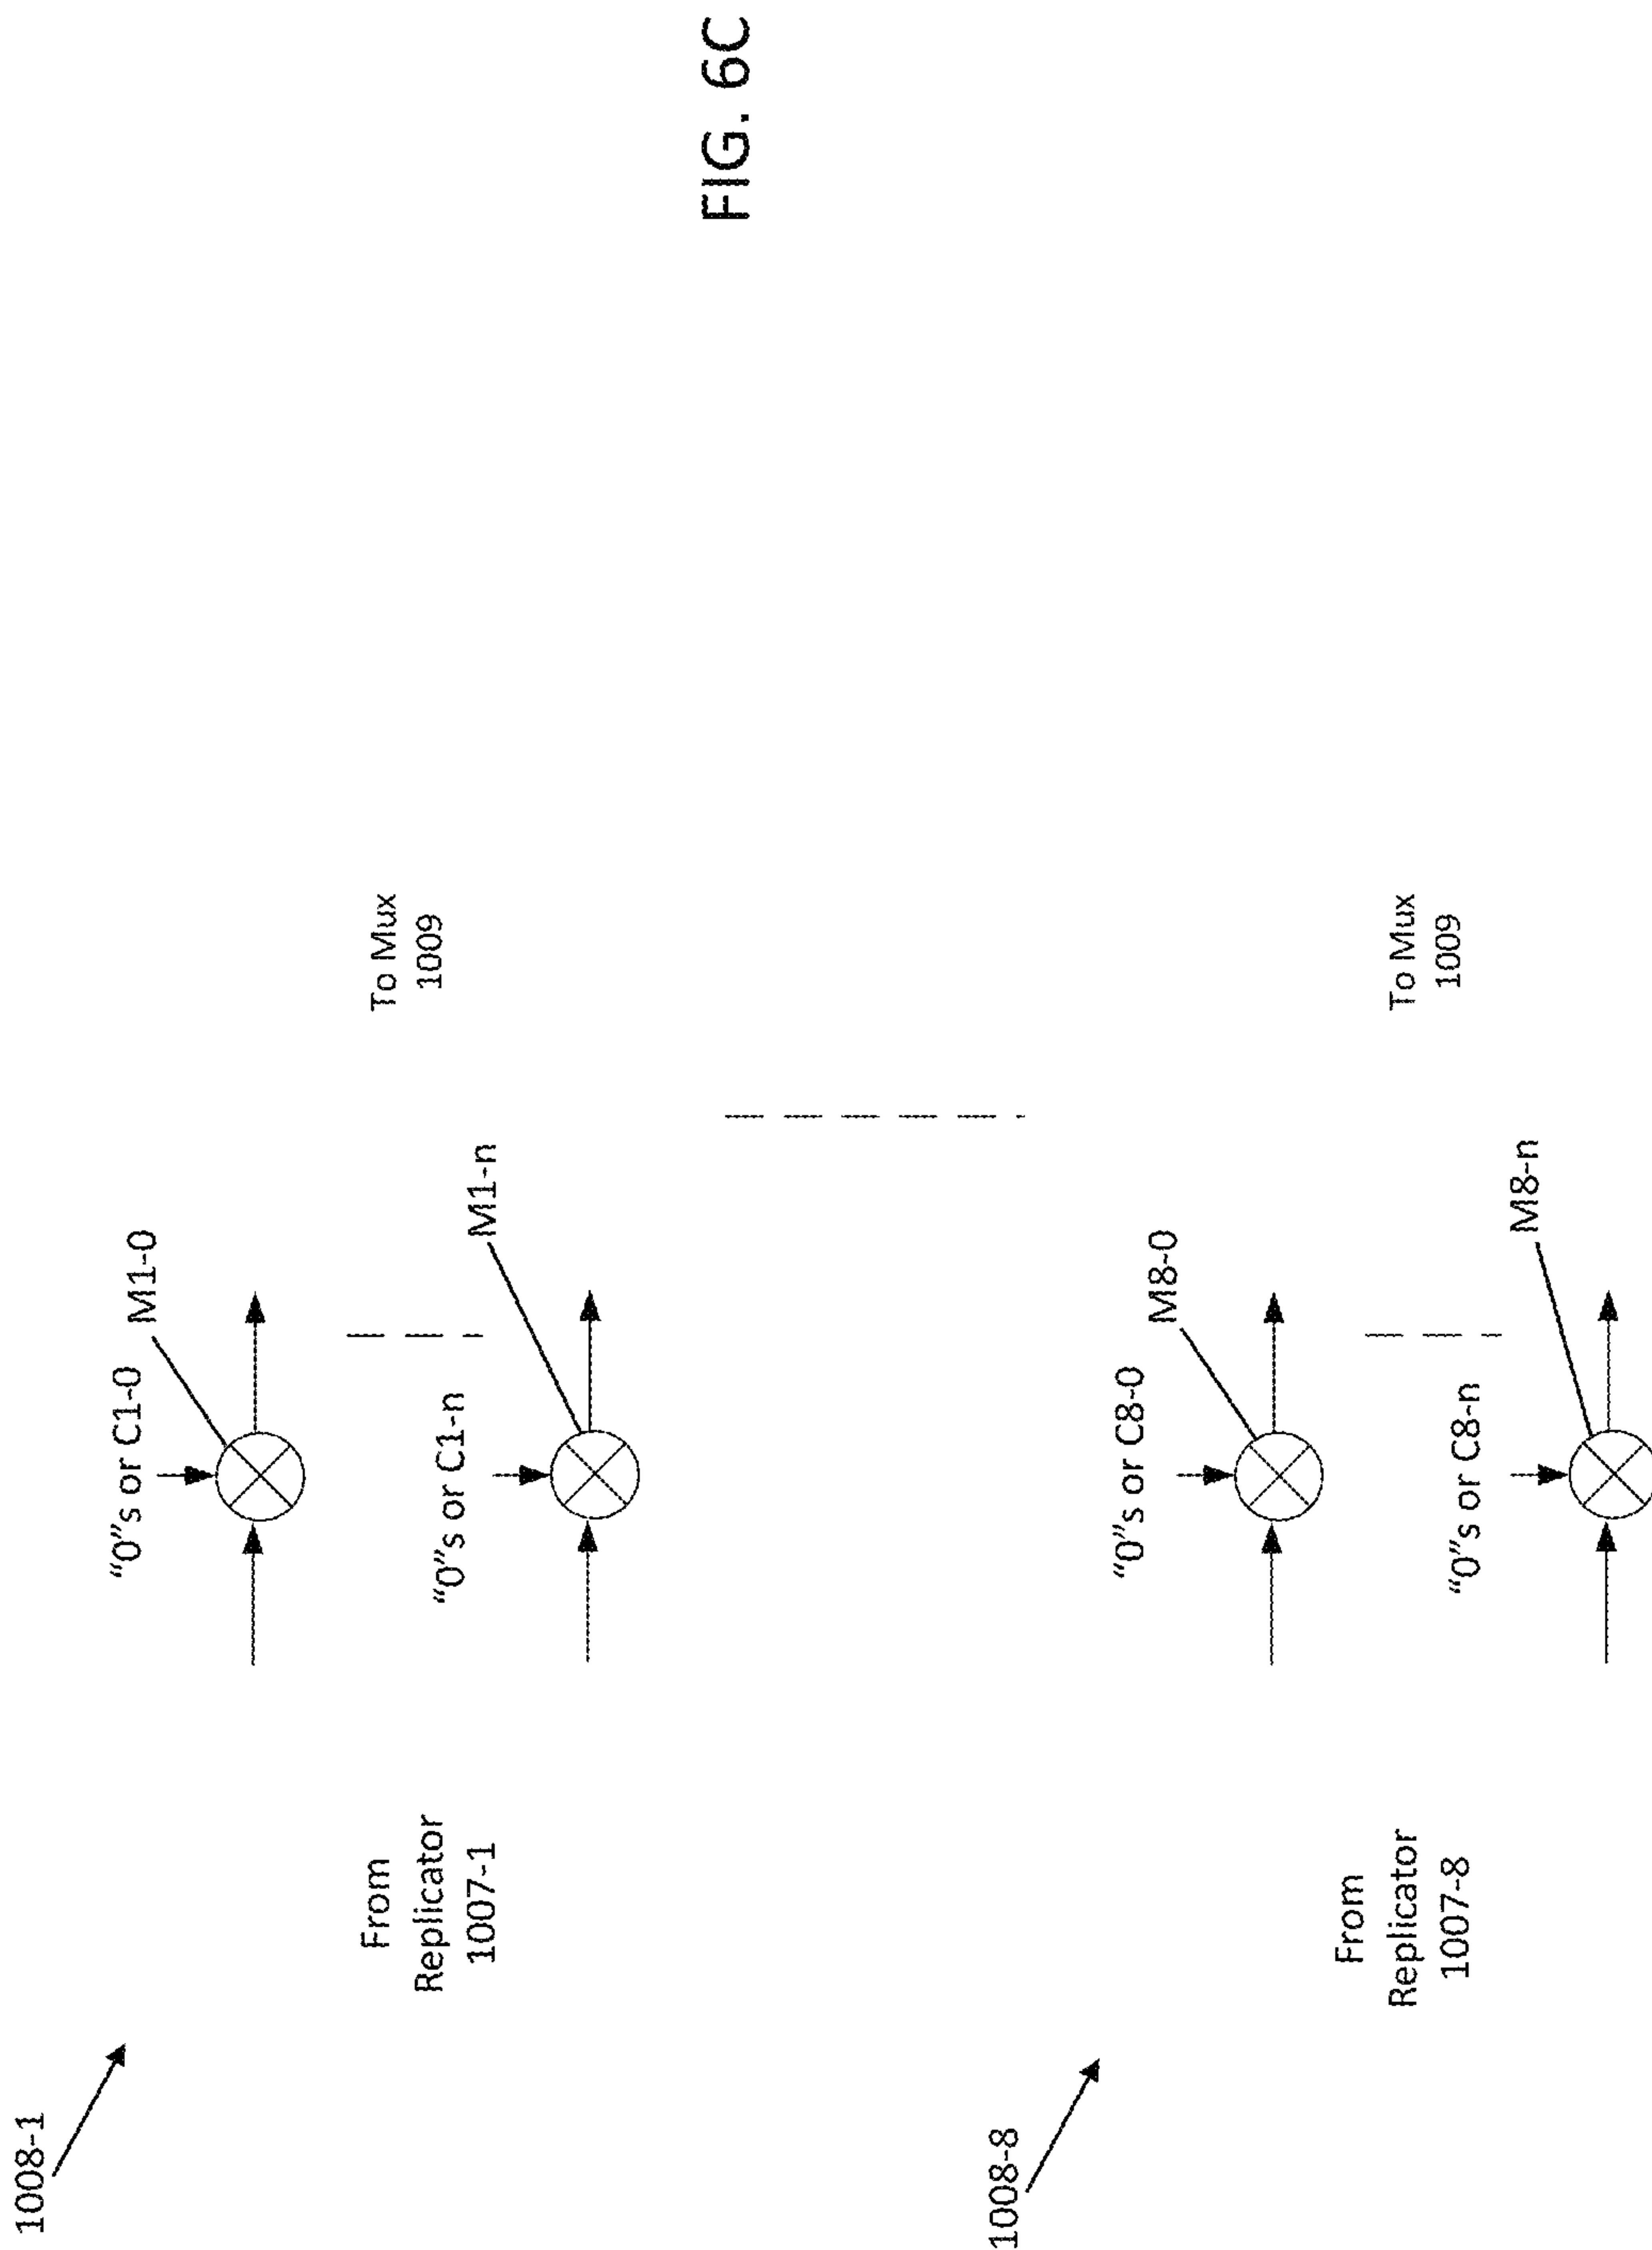 1008-1
"0"s or C1-0
M1-0
From
Replicator
1007-1
To Mux
1009
"0"s or C1-n
M1-n
1008-8
"0"s or C8-0
M8-0
From
Replicator
1007-8
To Mux
1009
"0"s or C8-n
M8-n
FIG. 6C